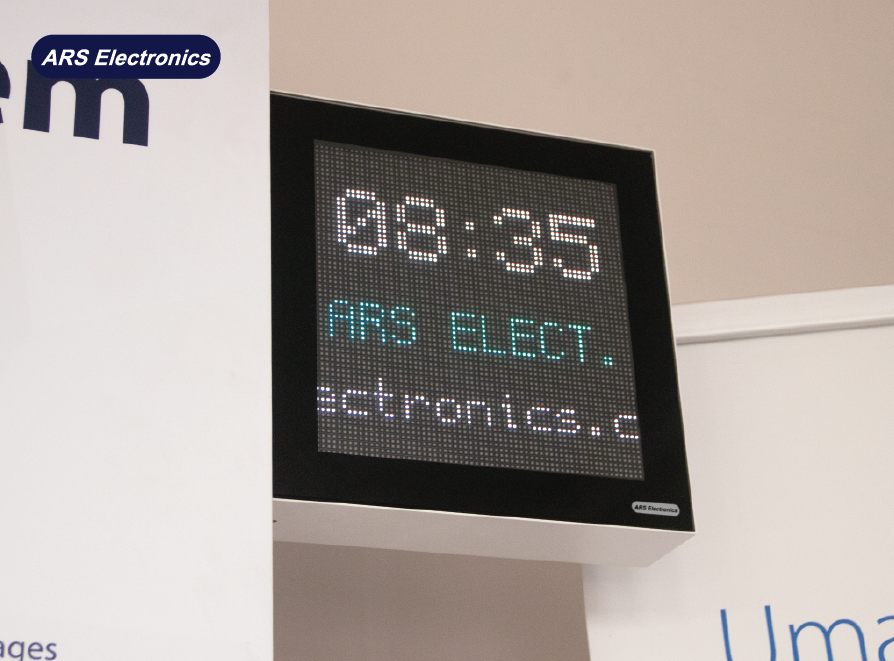 ARS Electronics
em
08:35
ARS ELECT.
ectronics.c
ARS Electronics
Uma
ages